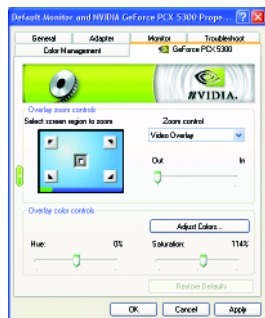 Default Monitor and NVIDIA GeForce PCX 5300 Prope...
General Adapter Monitor Troubleshoot
Color Management GeForce PCX 5300
NVIDIA.
Overlay zoom controls
Select screen region to zoom
Zoom control
Video Overlay
Out In
Overlay color controls
Adjust Colors...
Hue: 0% Saturation: 114%
Restore Defaults
OK Cancel Apply